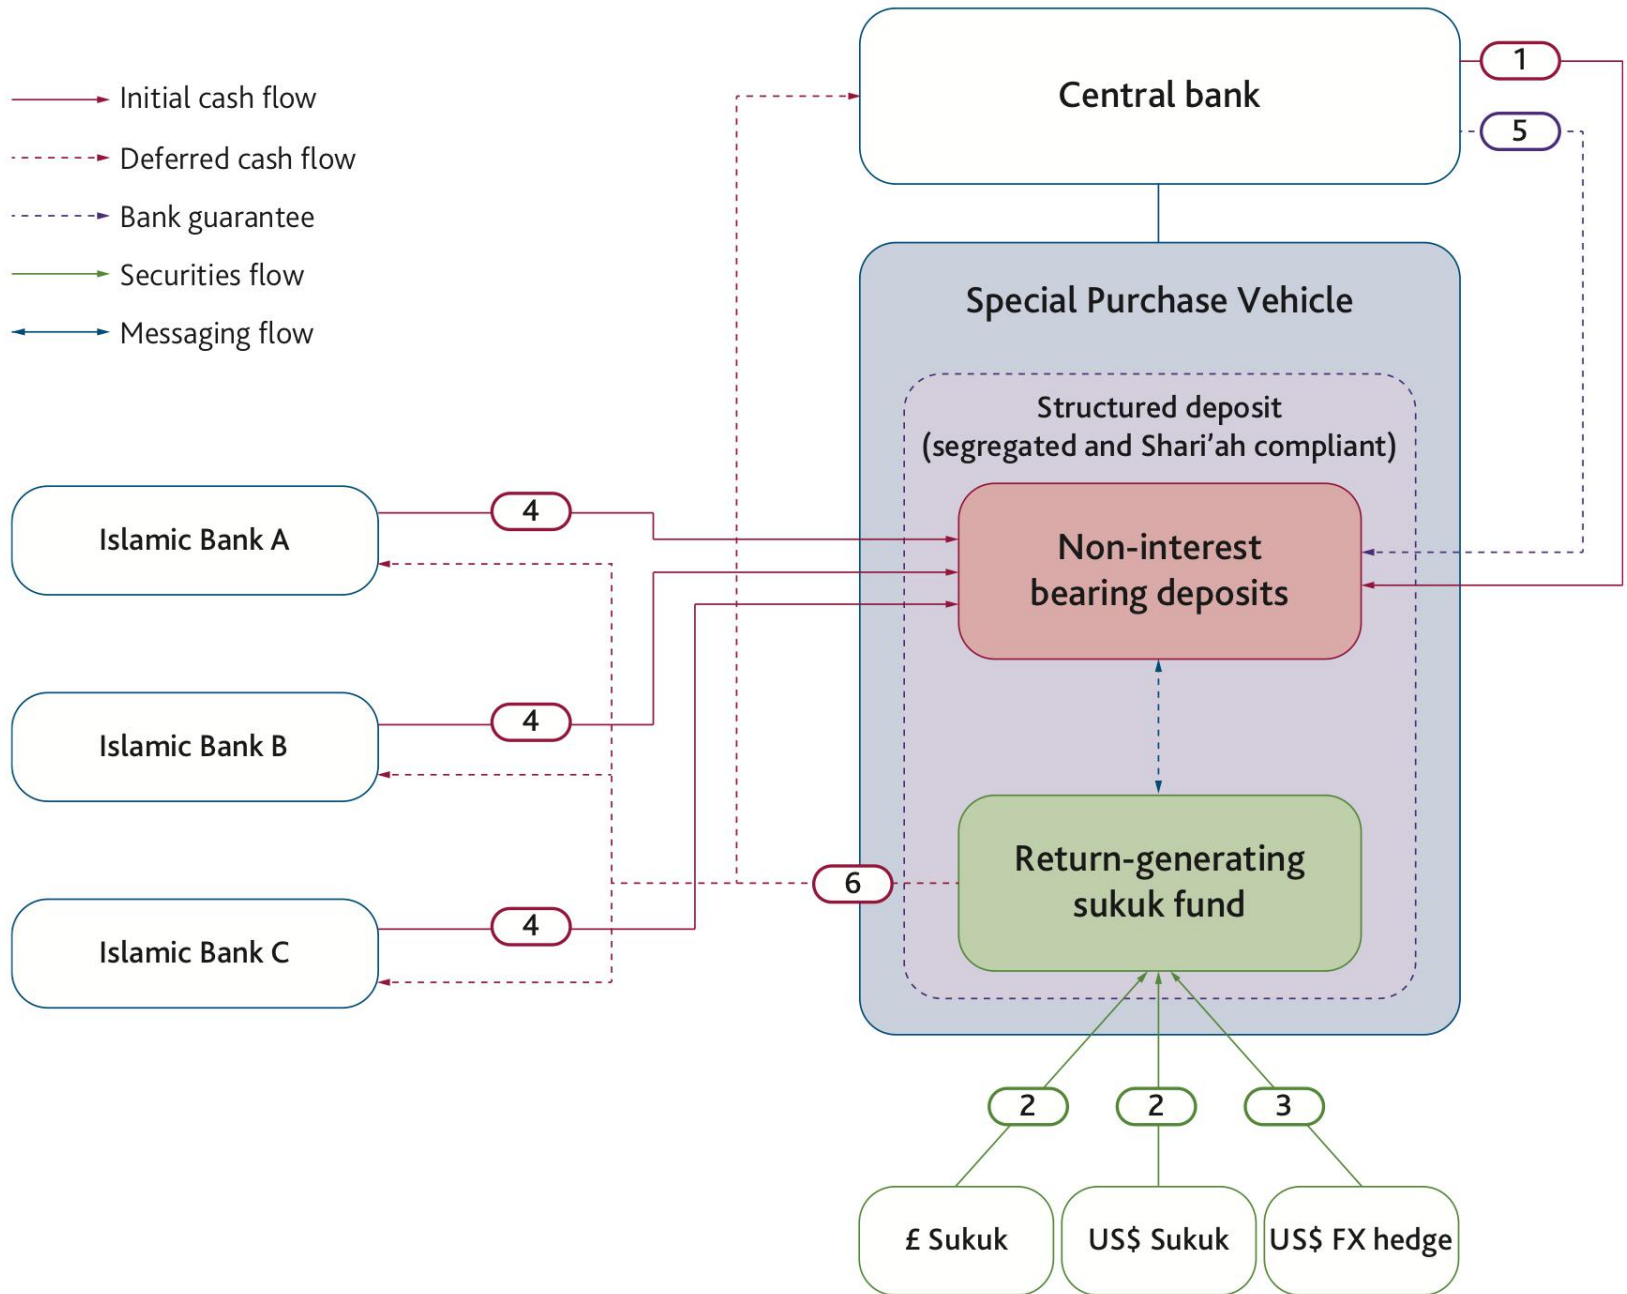 Central bank
1
5
Initial cash flow
Deferred cash flow
Bank guarantee
Securities flow
Messaging flow
Special Purchase Vehicle
Structured deposit
(segregated and Shari’ah compliant)
Islamic Bank A
4
Non-interest
bearing deposits
Islamic Bank B
4
Return-generating
sukuk fund
6
Islamic Bank C
4
2
2
3
£ Sukuk
US$ Sukuk
US$ FX hedge